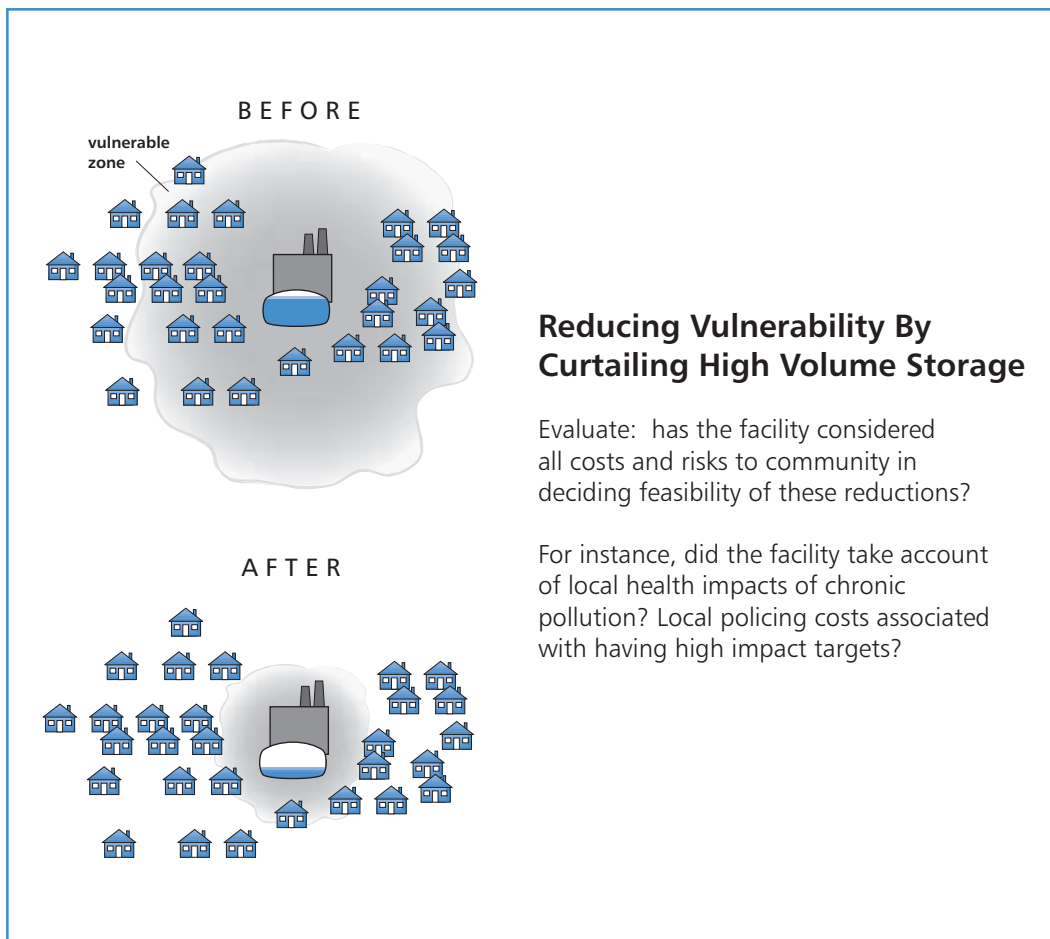 BEFORE
vulnerable
zone
Reducing Vulnerability By
Curtailing High Volume Storage
Evaluate: has the facility considered
all costs and risks to community in
deciding feasibility of these reductions?
For instance, did the facility take account
of local health impacts of chronic
pollution? Local policing costs associated
with having high impact targets?
AFTER